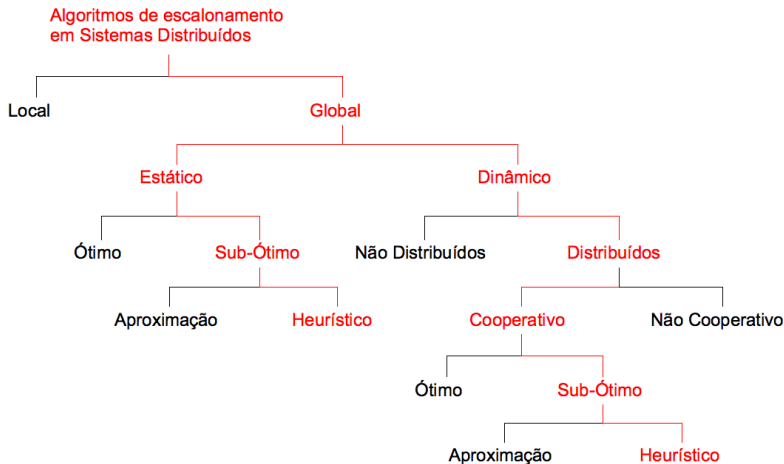 Algoritmos de escalonamento
em Sistemas Distribuídos
Local
Global
Estático
Dinâmico
Ótimo
Sub-Ótimo
Não Distribuídos
Distribuídos
Aproximação
Heurístico
Cooperativo
Não Cooperativo
Ótimo
Sub-Ótimo
Aproximação
Heurístico